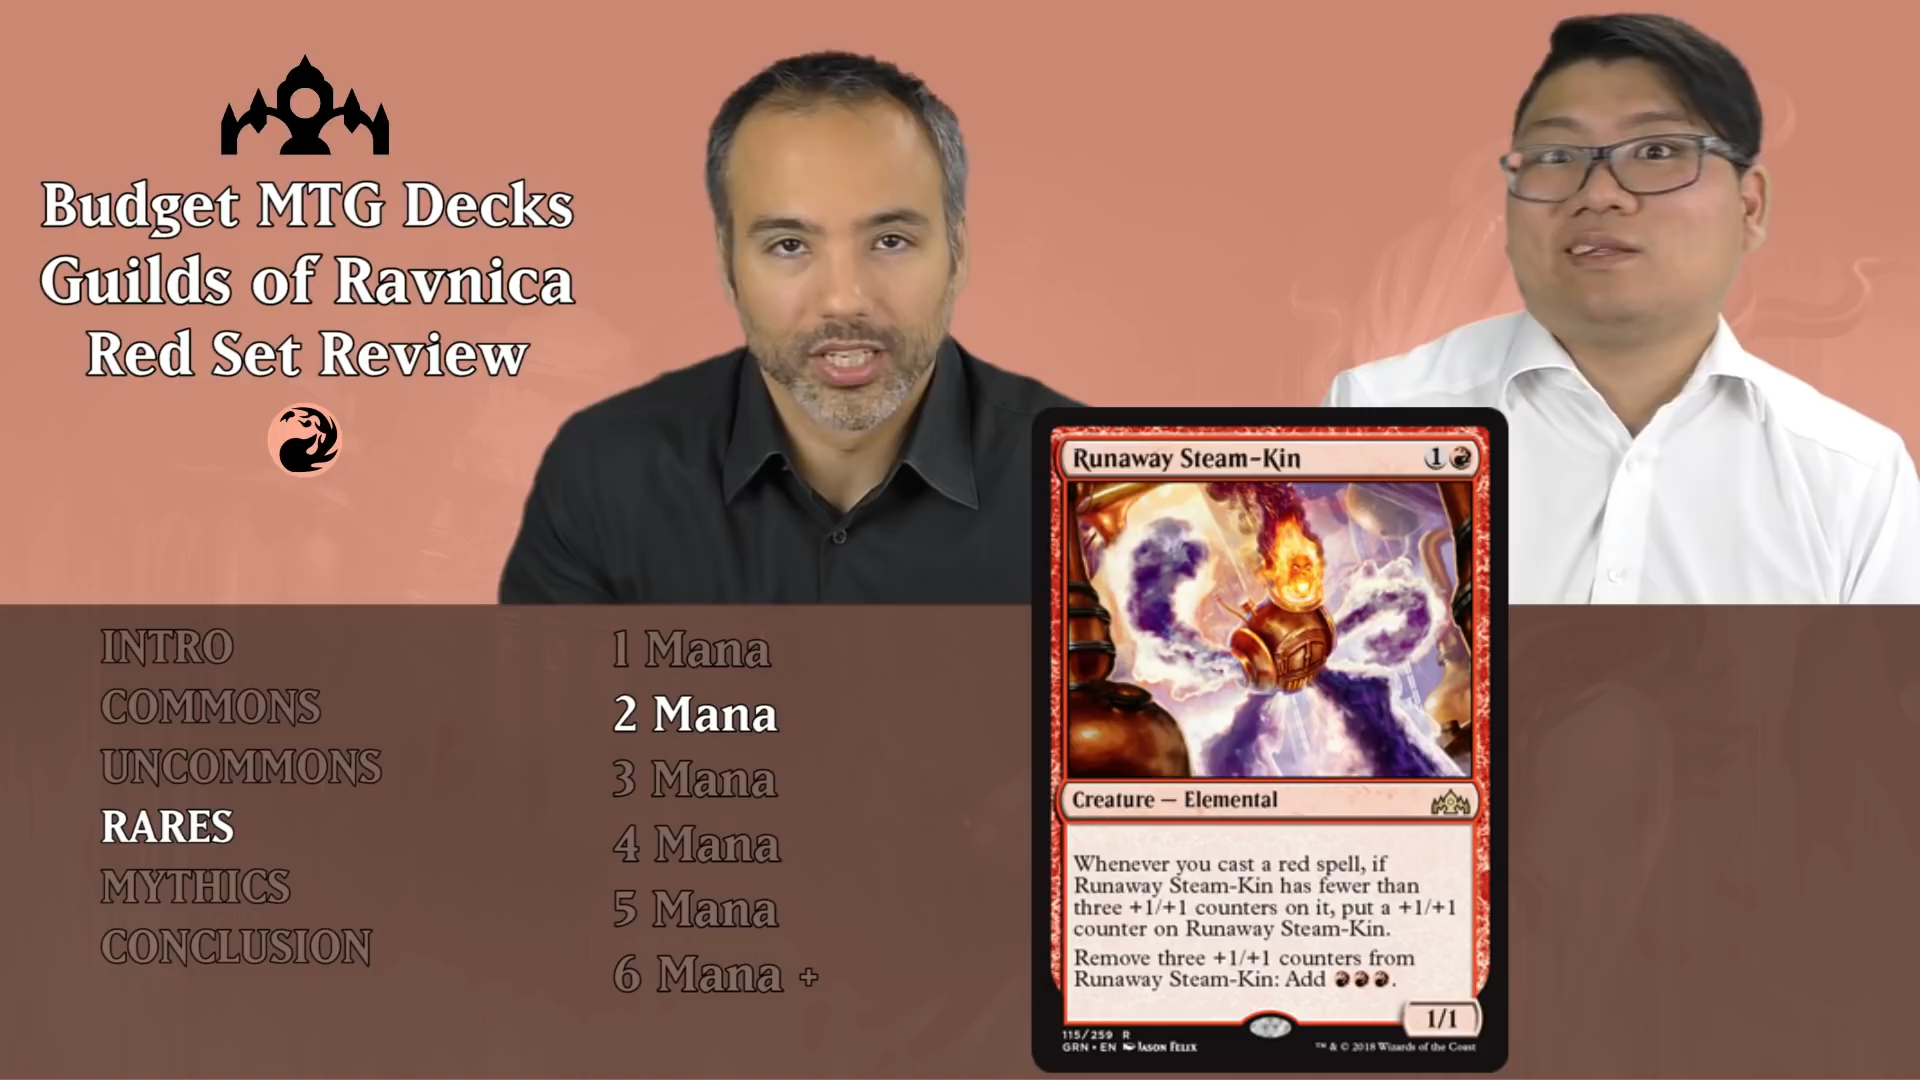 Budget MTG Decks
Guilds of Ravnica
Red Set Review
INTRO
COMMONS
UNCOMMONS
RARES
MYTHICS
CONCLUSION
1 Mana
2 Mana
3 Mana
4 Mana
5 Mana
6 Mana +
Runaway Steam-Kin 1
Creature — Elemental
Whenever you cast a red spell, if
Runaway Steam-Kin has fewer than
three +1/+1 counters on it, put a +1/+1
counter on Runaway Steam-Kin.
Remove three +1/+1 counters from
Runaway Steam-Kin: Add .
1/1
115/259 R
GRN • EN Jason Felix
™ & © 2018 Wizards of the Coast